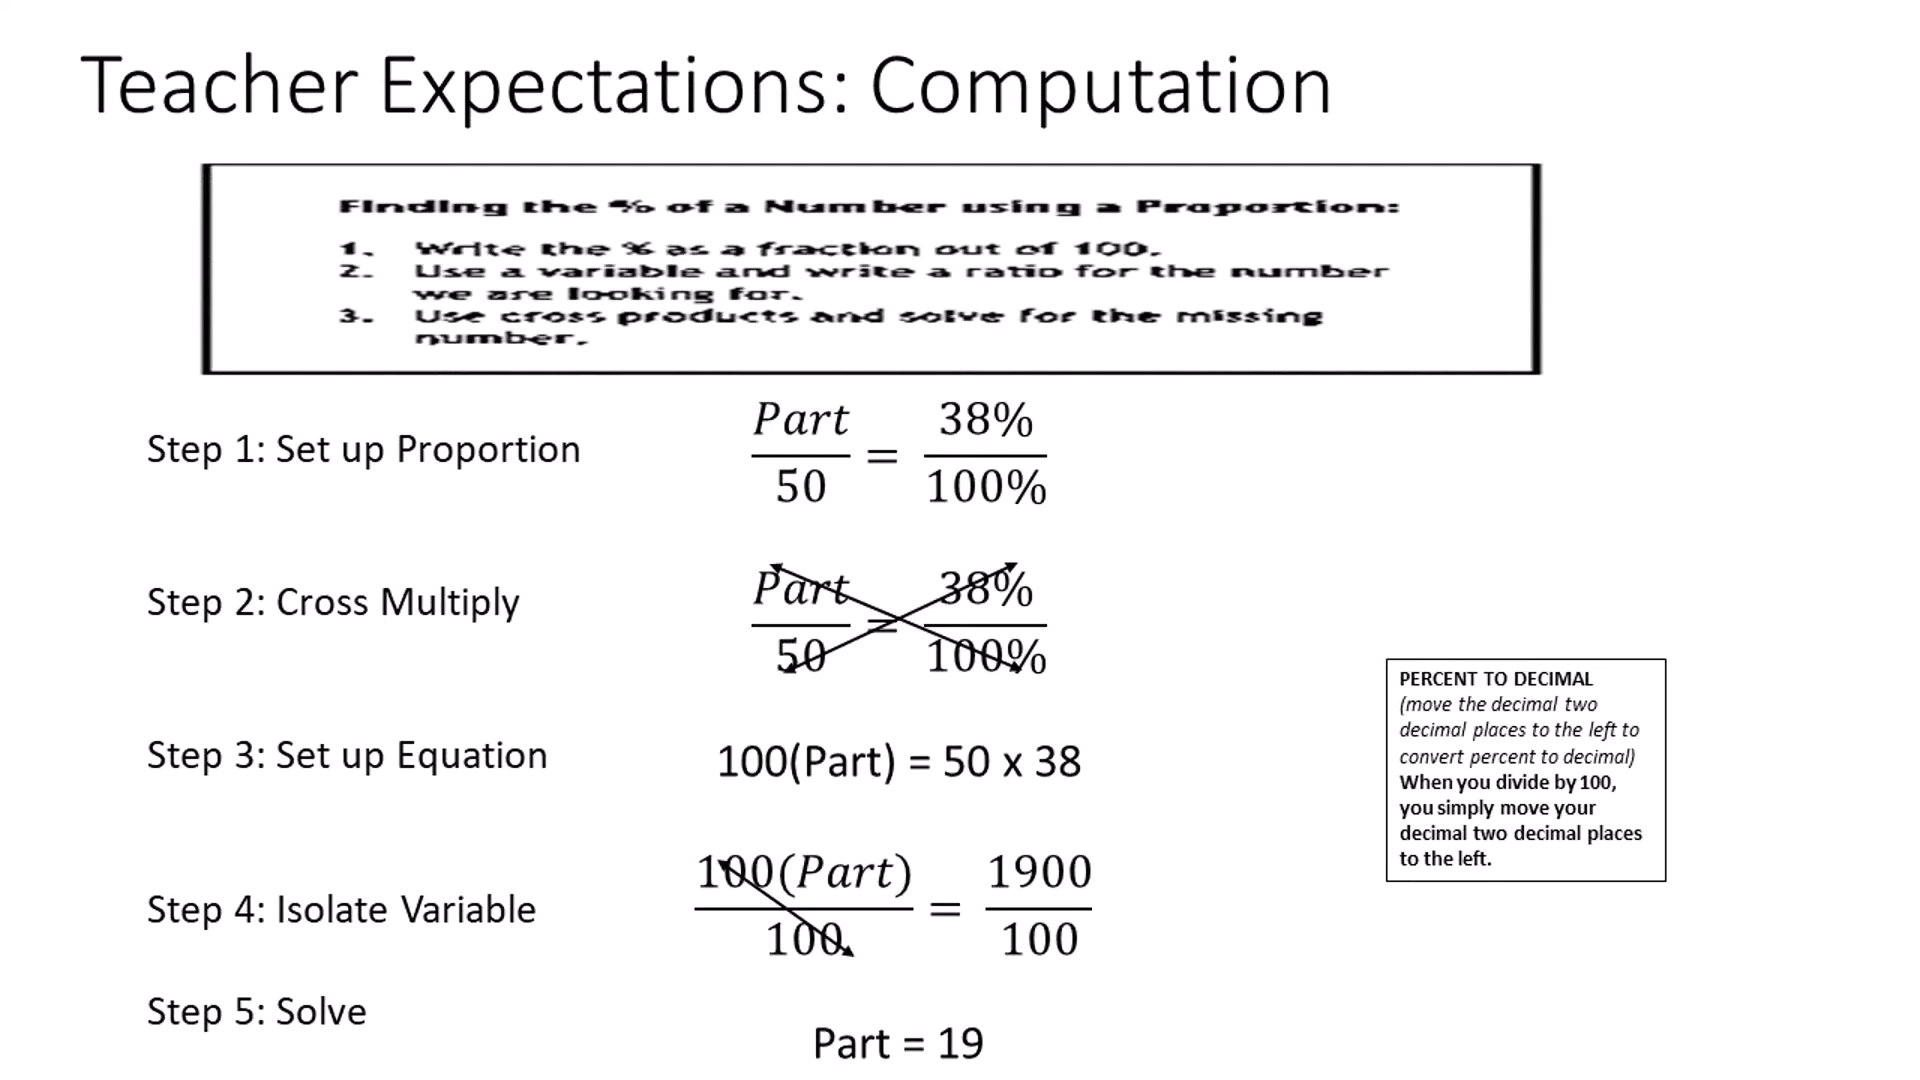 Teacher Expectations: Computation
Finding the % of a Number using a Proportion:
1. Write the % as a fraction out of 100.
2. Use a variable and write a ratio for the number
we are looking for.
3. Use cross products and solve for the missing
number.
Step 1: Set up Proportion
Part/50 = 38%/100%
Step 2: Cross Multiply
Part/50 = 38%/100%
Step 3: Set up Equation
100(Part) = 50 x 38
Step 4: Isolate Variable
100(Part)/100 = 1900/100
Step 5: Solve
Part = 19
PERCENT TO DECIMAL
(move the decimal two
decimal places to the left to
convert percent to decimal)
When you divide by 100,
you simply move your
decimal two decimal places
to the left.